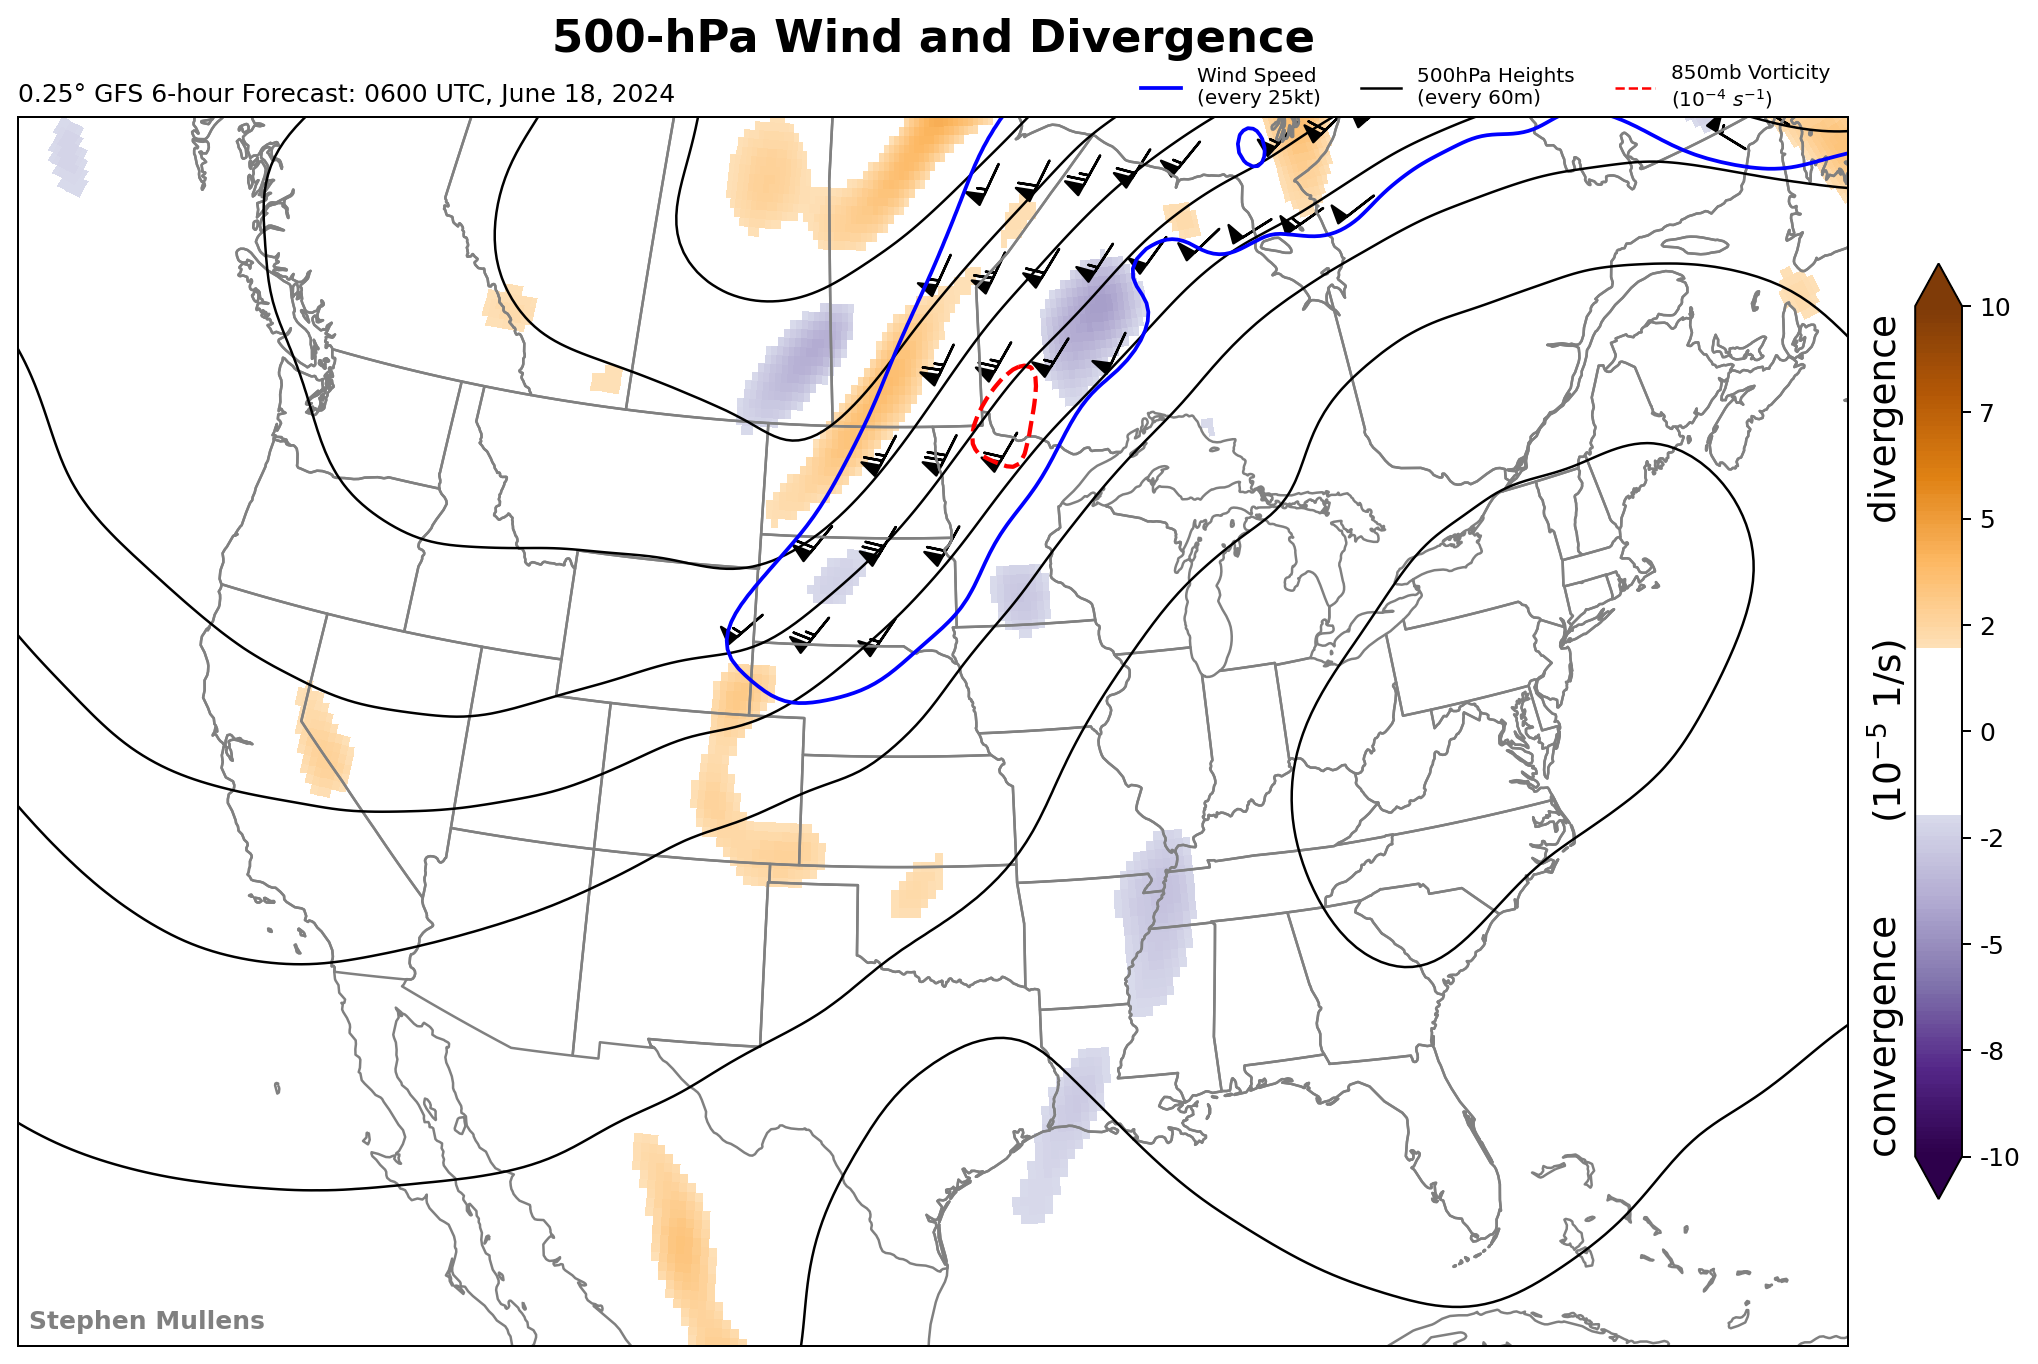 500-hPa Wind and Divergence
0.25° GFS 6-hour Forecast: 0600 UTC, June 18, 2024
Wind Speed
(every 25kt)
500hPa Heights
(every 60m)
850mb Vorticity
(10⁻⁴ s⁻¹)
10
7
5
2
0
-2
-5
-8
-10
convergence (10⁻⁵ 1/s) divergence
Stephen Mullens